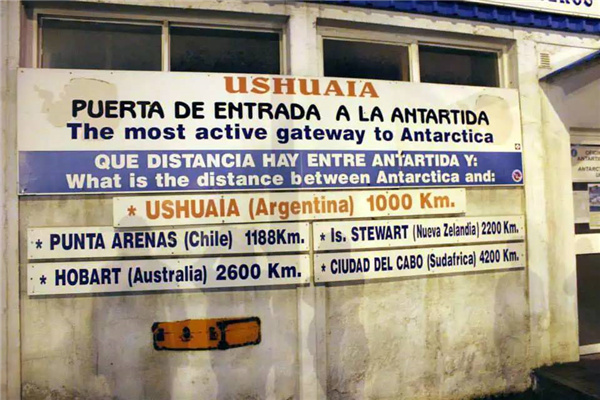 USHUAIA
PUERTA DE ENTRADA A LA ANTARTIDA
The most active gateway to Antarctica
QUE DISTANCIA HAY ENTRE ANTARTIDA Y:
What is the distance between Antarctica and:
* USHUAIA (Argentina) 1000 Km.
* PUNTA ARENAS (Chile) 1188Km.
* Is. STEWART (Nueva Zelandia) 2200 Km.
* HOBART (Australia) 2600 Km.
* CIUDAD DEL CABO (Sudafrica) 4200 Km.